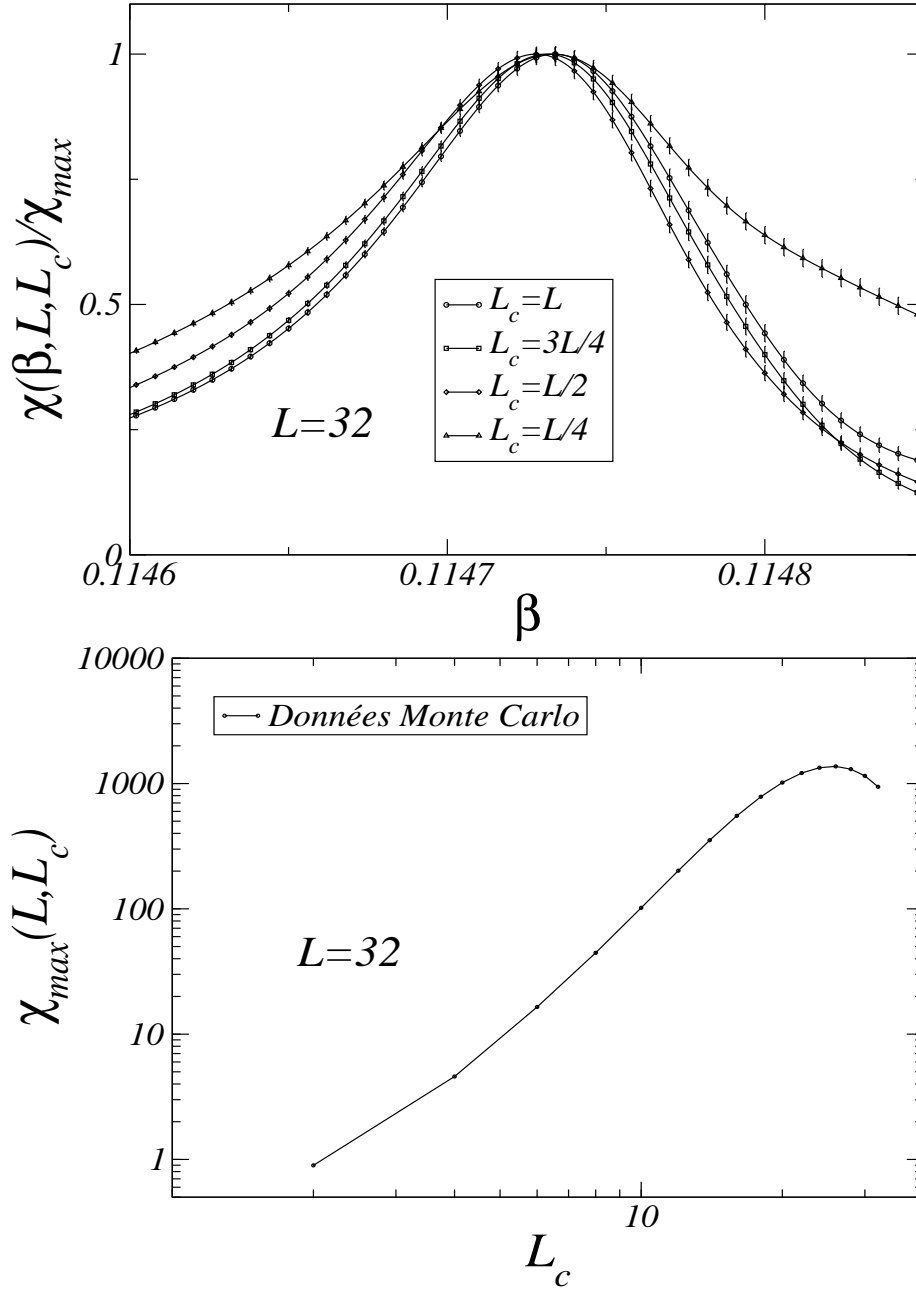 1
χ(β,L,L_c)/χ_max
0.5
0
L_c=L
L_c=3L/4
L_c=L/2
L_c=L/4
L=32
0.1146
0.1147
0.1148
β
10000
Données Monte Carlo
1000
χ_max(L,L_c)
100
L=32
10
1
10
L_c